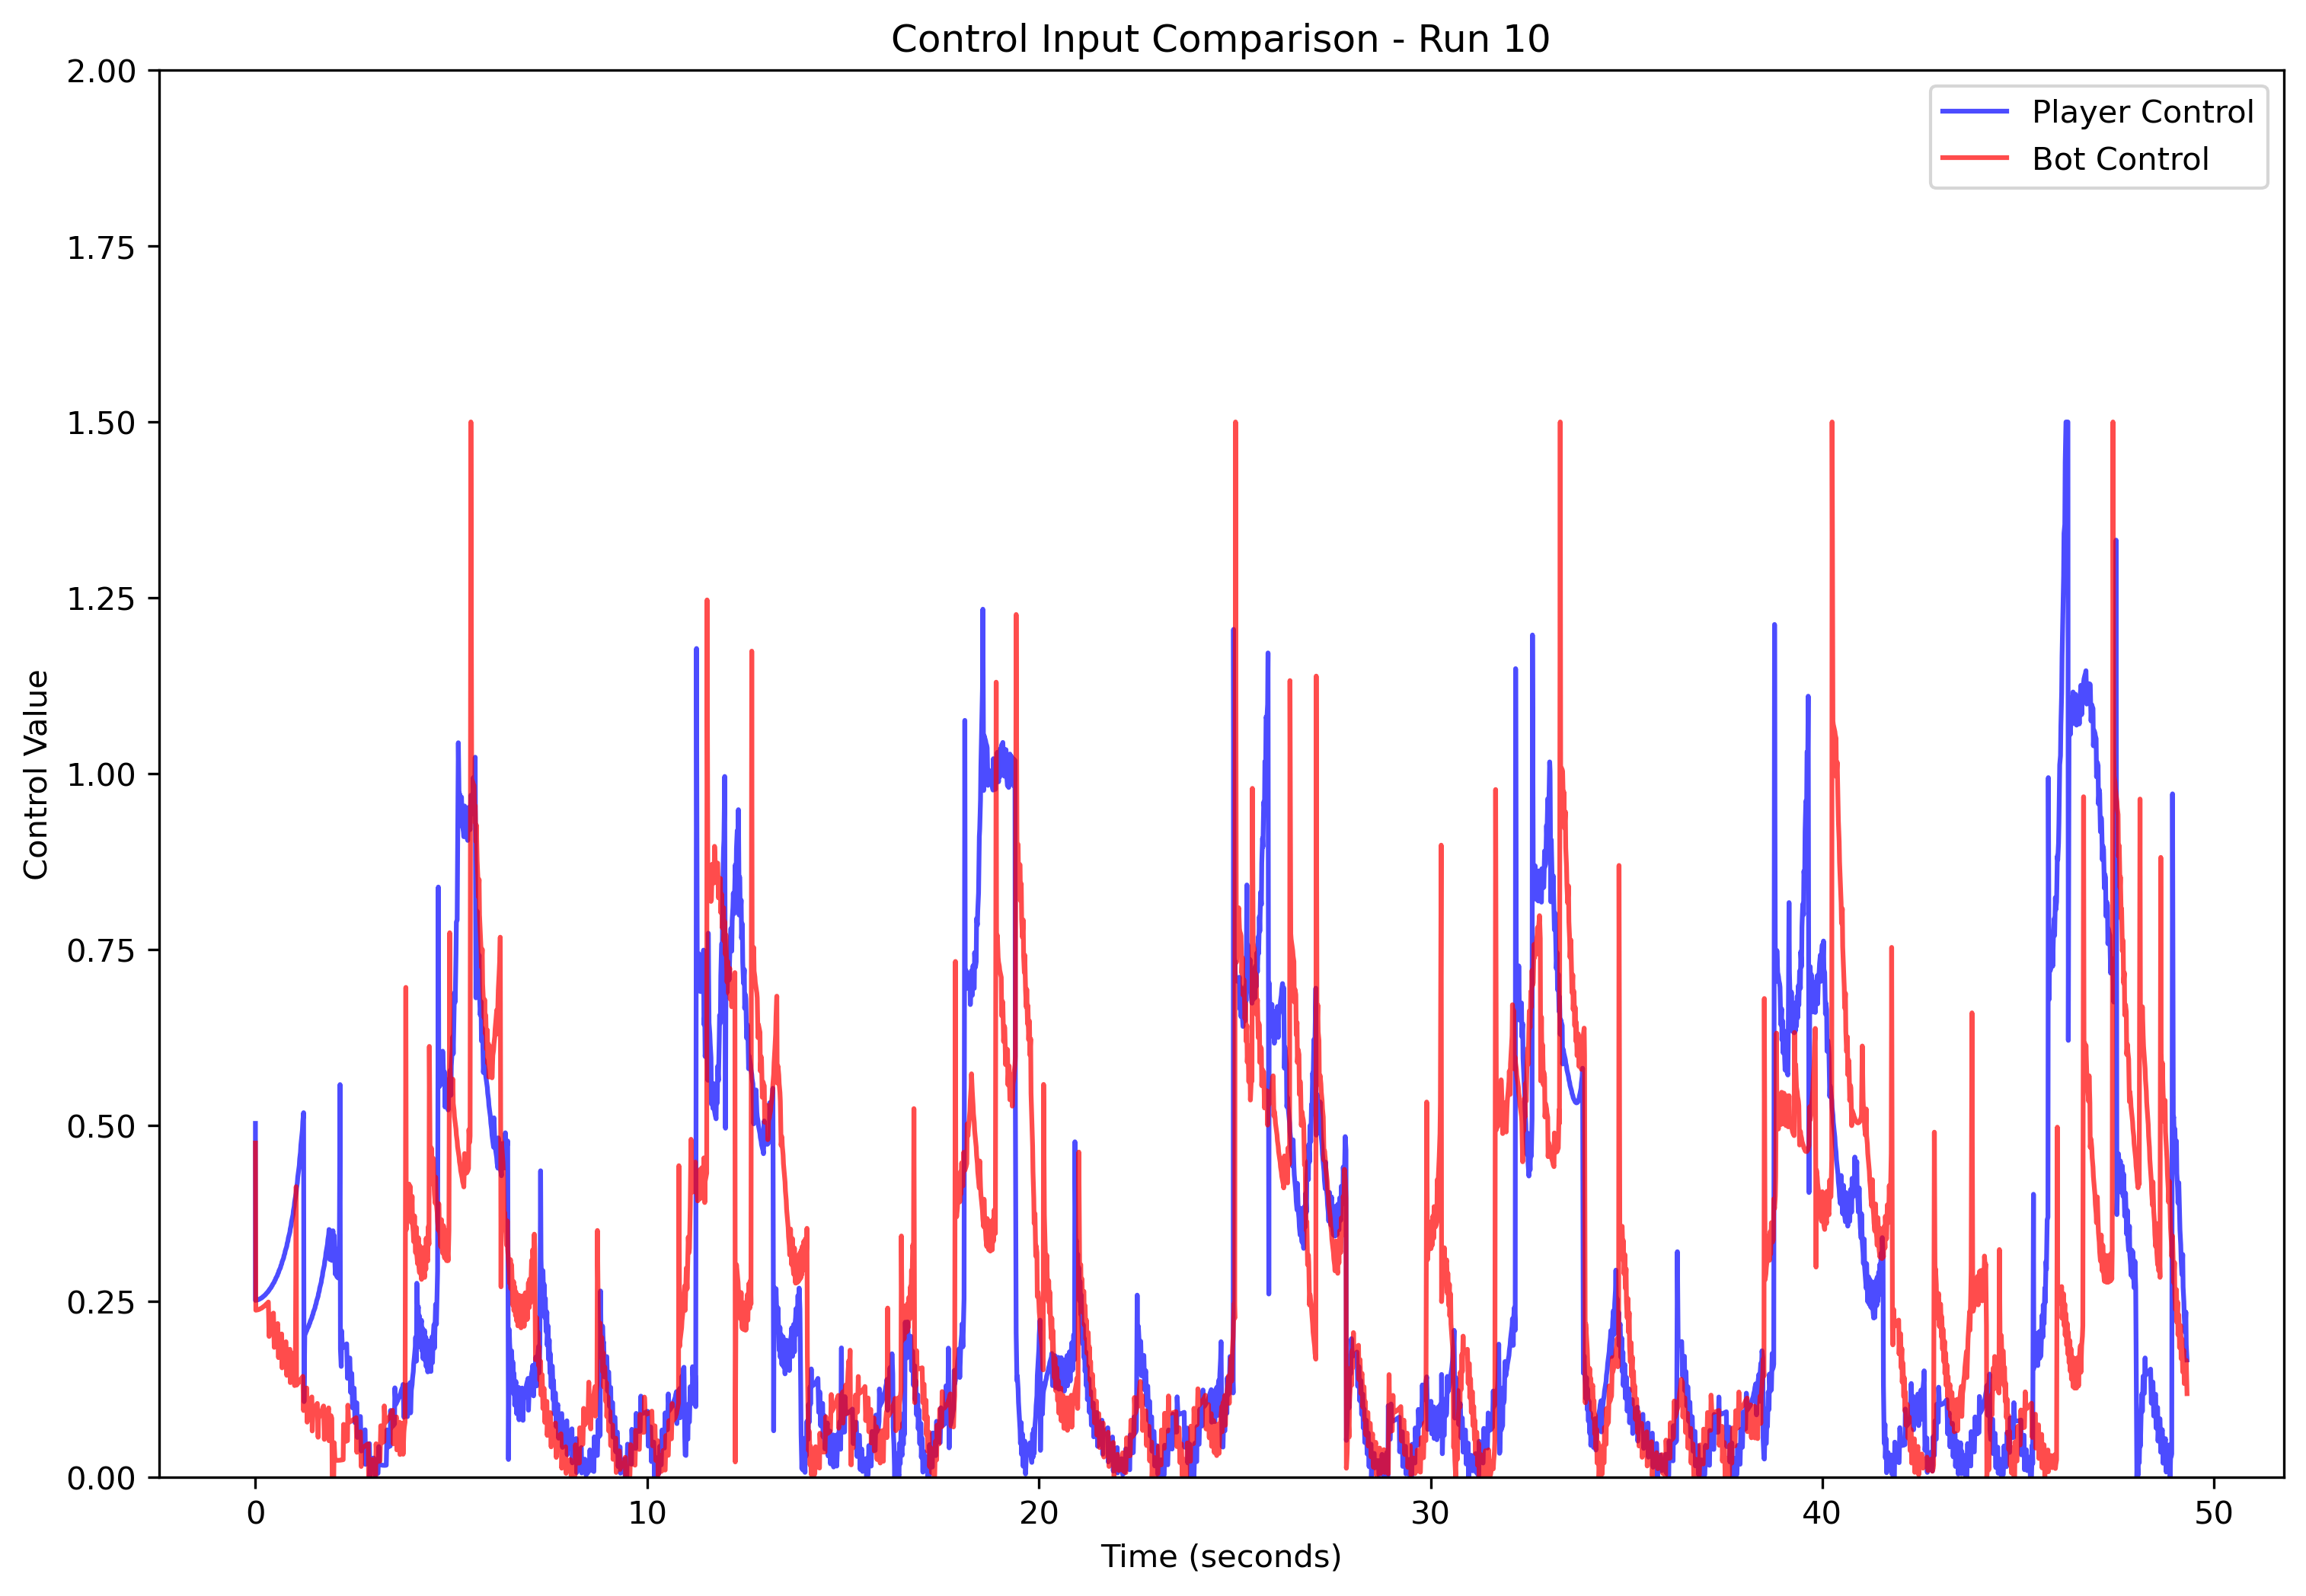 Control Input Comparison - Run 10
2.00
1.75
1.50
1.25
1.00
0.75
0.50
0.25
0.00
Control Value
Player Control
Bot Control
0 10 20 30 40 50
Time (seconds)